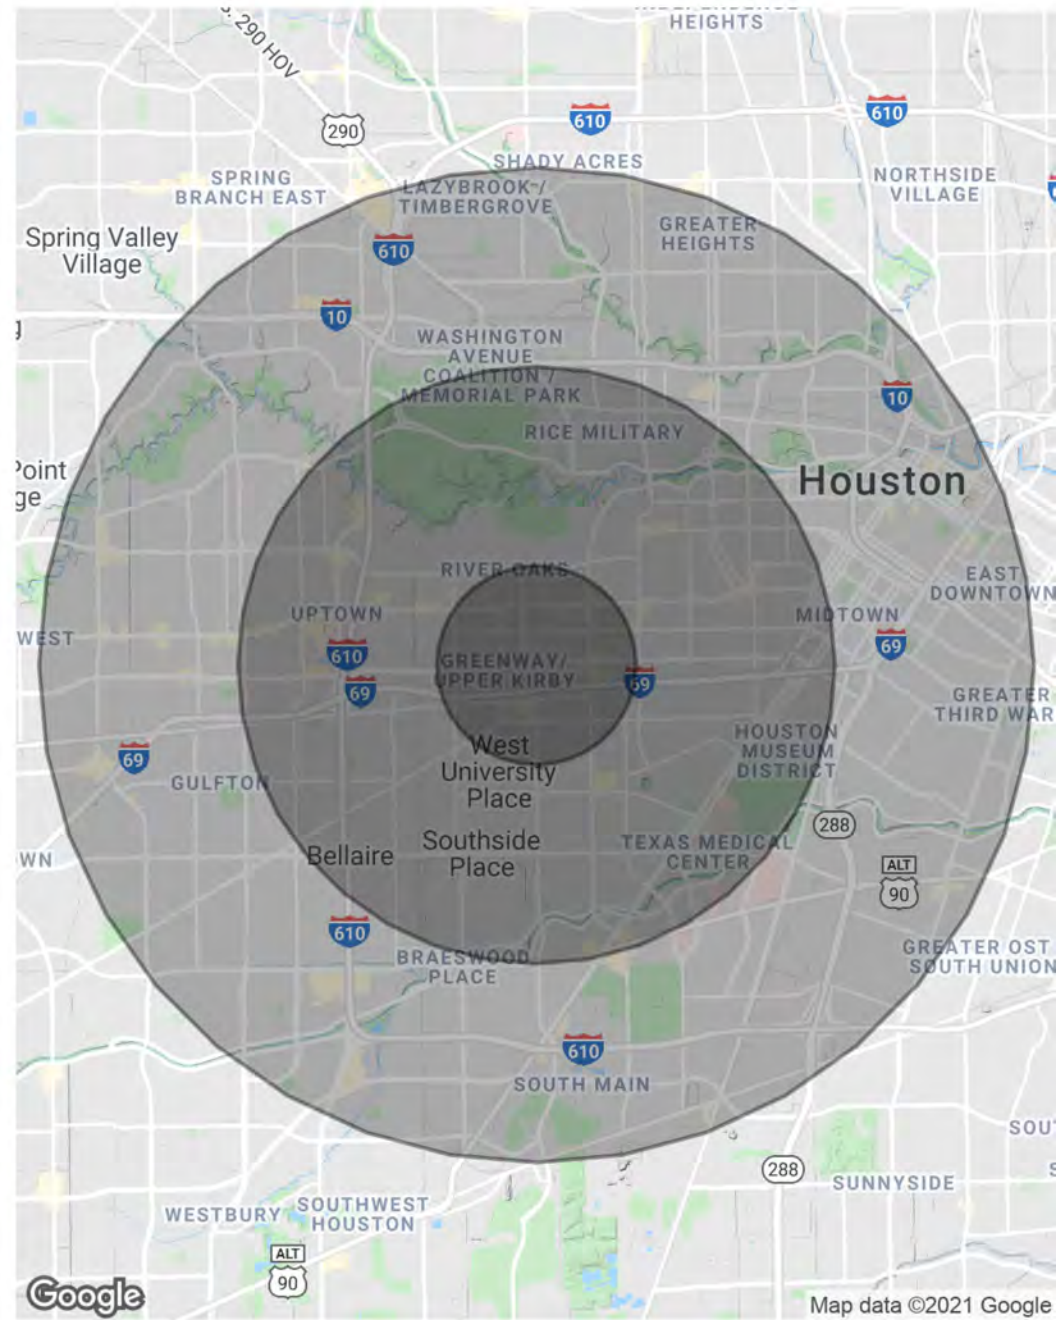 HEIGHTS
S. 290 HOV
290
610
610
SHADY ACRES
SPRING
BRANCH EAST
LAZYBROOK /
TIMBERGROVE
NORTHSIDE
VILLAGE
GREATER
HEIGHTS
Spring Valley
Village
610
10
WASHINGTON
AVENUE
COALITION /
MEMORIAL PARK
10
RICE MILITARY
Point
ge
Houston
RIVER OAKS
EAST
DOWNTOWN
UPTOWN
MIDTOWN
WEST
610
69
GREENWAY/
UPPER KIRBY
69
69
GREATER
THIRD WAR
69
West
University
Place
HOUSTON
MUSEUM
DISTRICT
GULFTON
288
Bellaire
Southside
Place
TEXAS MEDICAL
CENTER
OWN
ALT
90
610
BRAESWOOD
PLACE
GREATER OST
SOUTH UNION
610
SOUTH MAIN
SOUT
288
SUNNYSIDE
S
WESTBURY
SOUTHWEST
HOUSTON
ALT
90
Google
Map data ©2021 Google